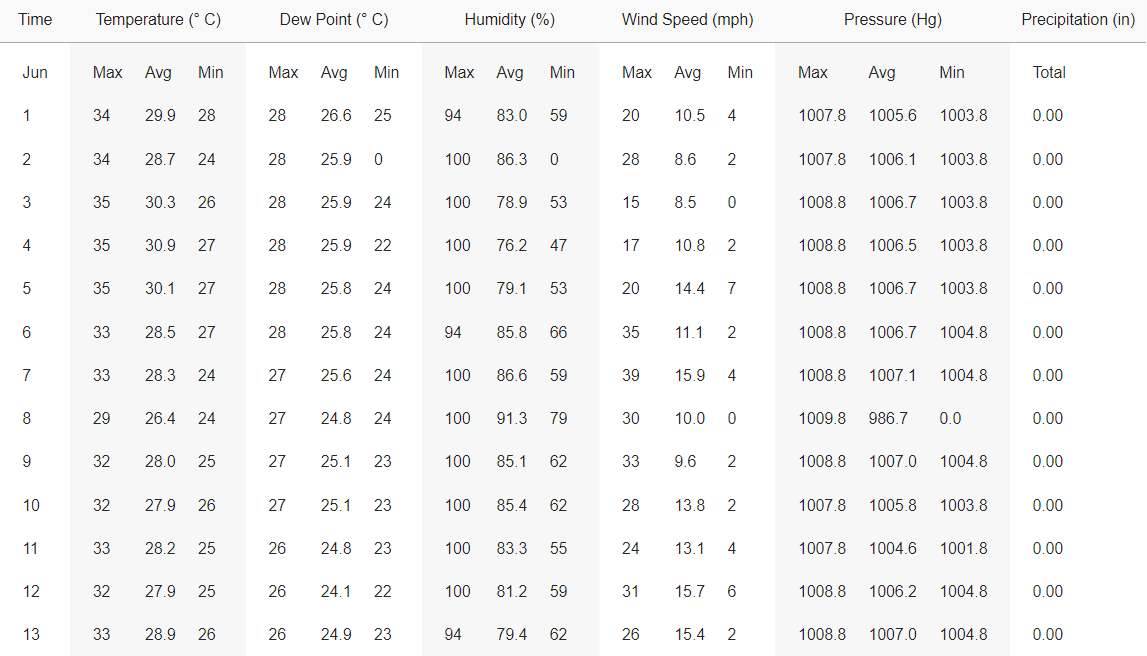 Time Temperature (° C) Dew Point (° C) Humidity (%) Wind Speed (mph) Pressure (Hg) Precipitation (in)
Jun Max Avg Min Max Avg Min Max Avg Min Max Avg Min Max Avg Min Total
1 34 29.9 28 28 26.6 25 94 83.0 59 20 10.5 4 1007.8 1005.6 1003.8 0.00
2 34 28.7 24 28 25.9 0 100 86.3 0 28 8.6 2 1007.8 1006.1 1003.8 0.00
3 35 30.3 26 28 25.9 24 100 78.9 53 15 8.5 0 1008.8 1006.7 1003.8 0.00
4 35 30.9 27 28 25.9 22 100 76.2 47 17 10.8 2 1008.8 1006.5 1003.8 0.00
5 35 30.1 27 28 25.8 24 100 79.1 53 20 14.4 7 1008.8 1006.7 1003.8 0.00
6 33 28.5 27 28 25.8 24 94 85.8 66 35 11.1 2 1008.8 1006.7 1004.8 0.00
7 33 28.3 24 27 25.6 24 100 86.6 59 39 15.9 4 1008.8 1007.1 1004.8 0.00
8 29 26.4 24 27 24.8 24 100 91.3 79 30 10.0 0 1009.8 986.7 0.0 0.00
9 32 28.0 25 27 25.1 23 100 85.1 62 33 9.6 2 1008.8 1007.0 1004.8 0.00
10 32 27.9 26 27 25.1 23 100 85.4 62 28 13.8 2 1007.8 1005.8 1003.8 0.00
11 33 28.2 25 26 24.8 23 100 83.3 55 24 13.1 4 1007.8 1004.6 1001.8 0.00
12 32 27.9 25 26 24.1 22 100 81.2 59 31 15.7 6 1008.8 1006.2 1004.8 0.00
13 33 28.9 26 26 24.9 23 94 79.4 62 26 15.4 2 1008.8 1007.0 1004.8 0.00